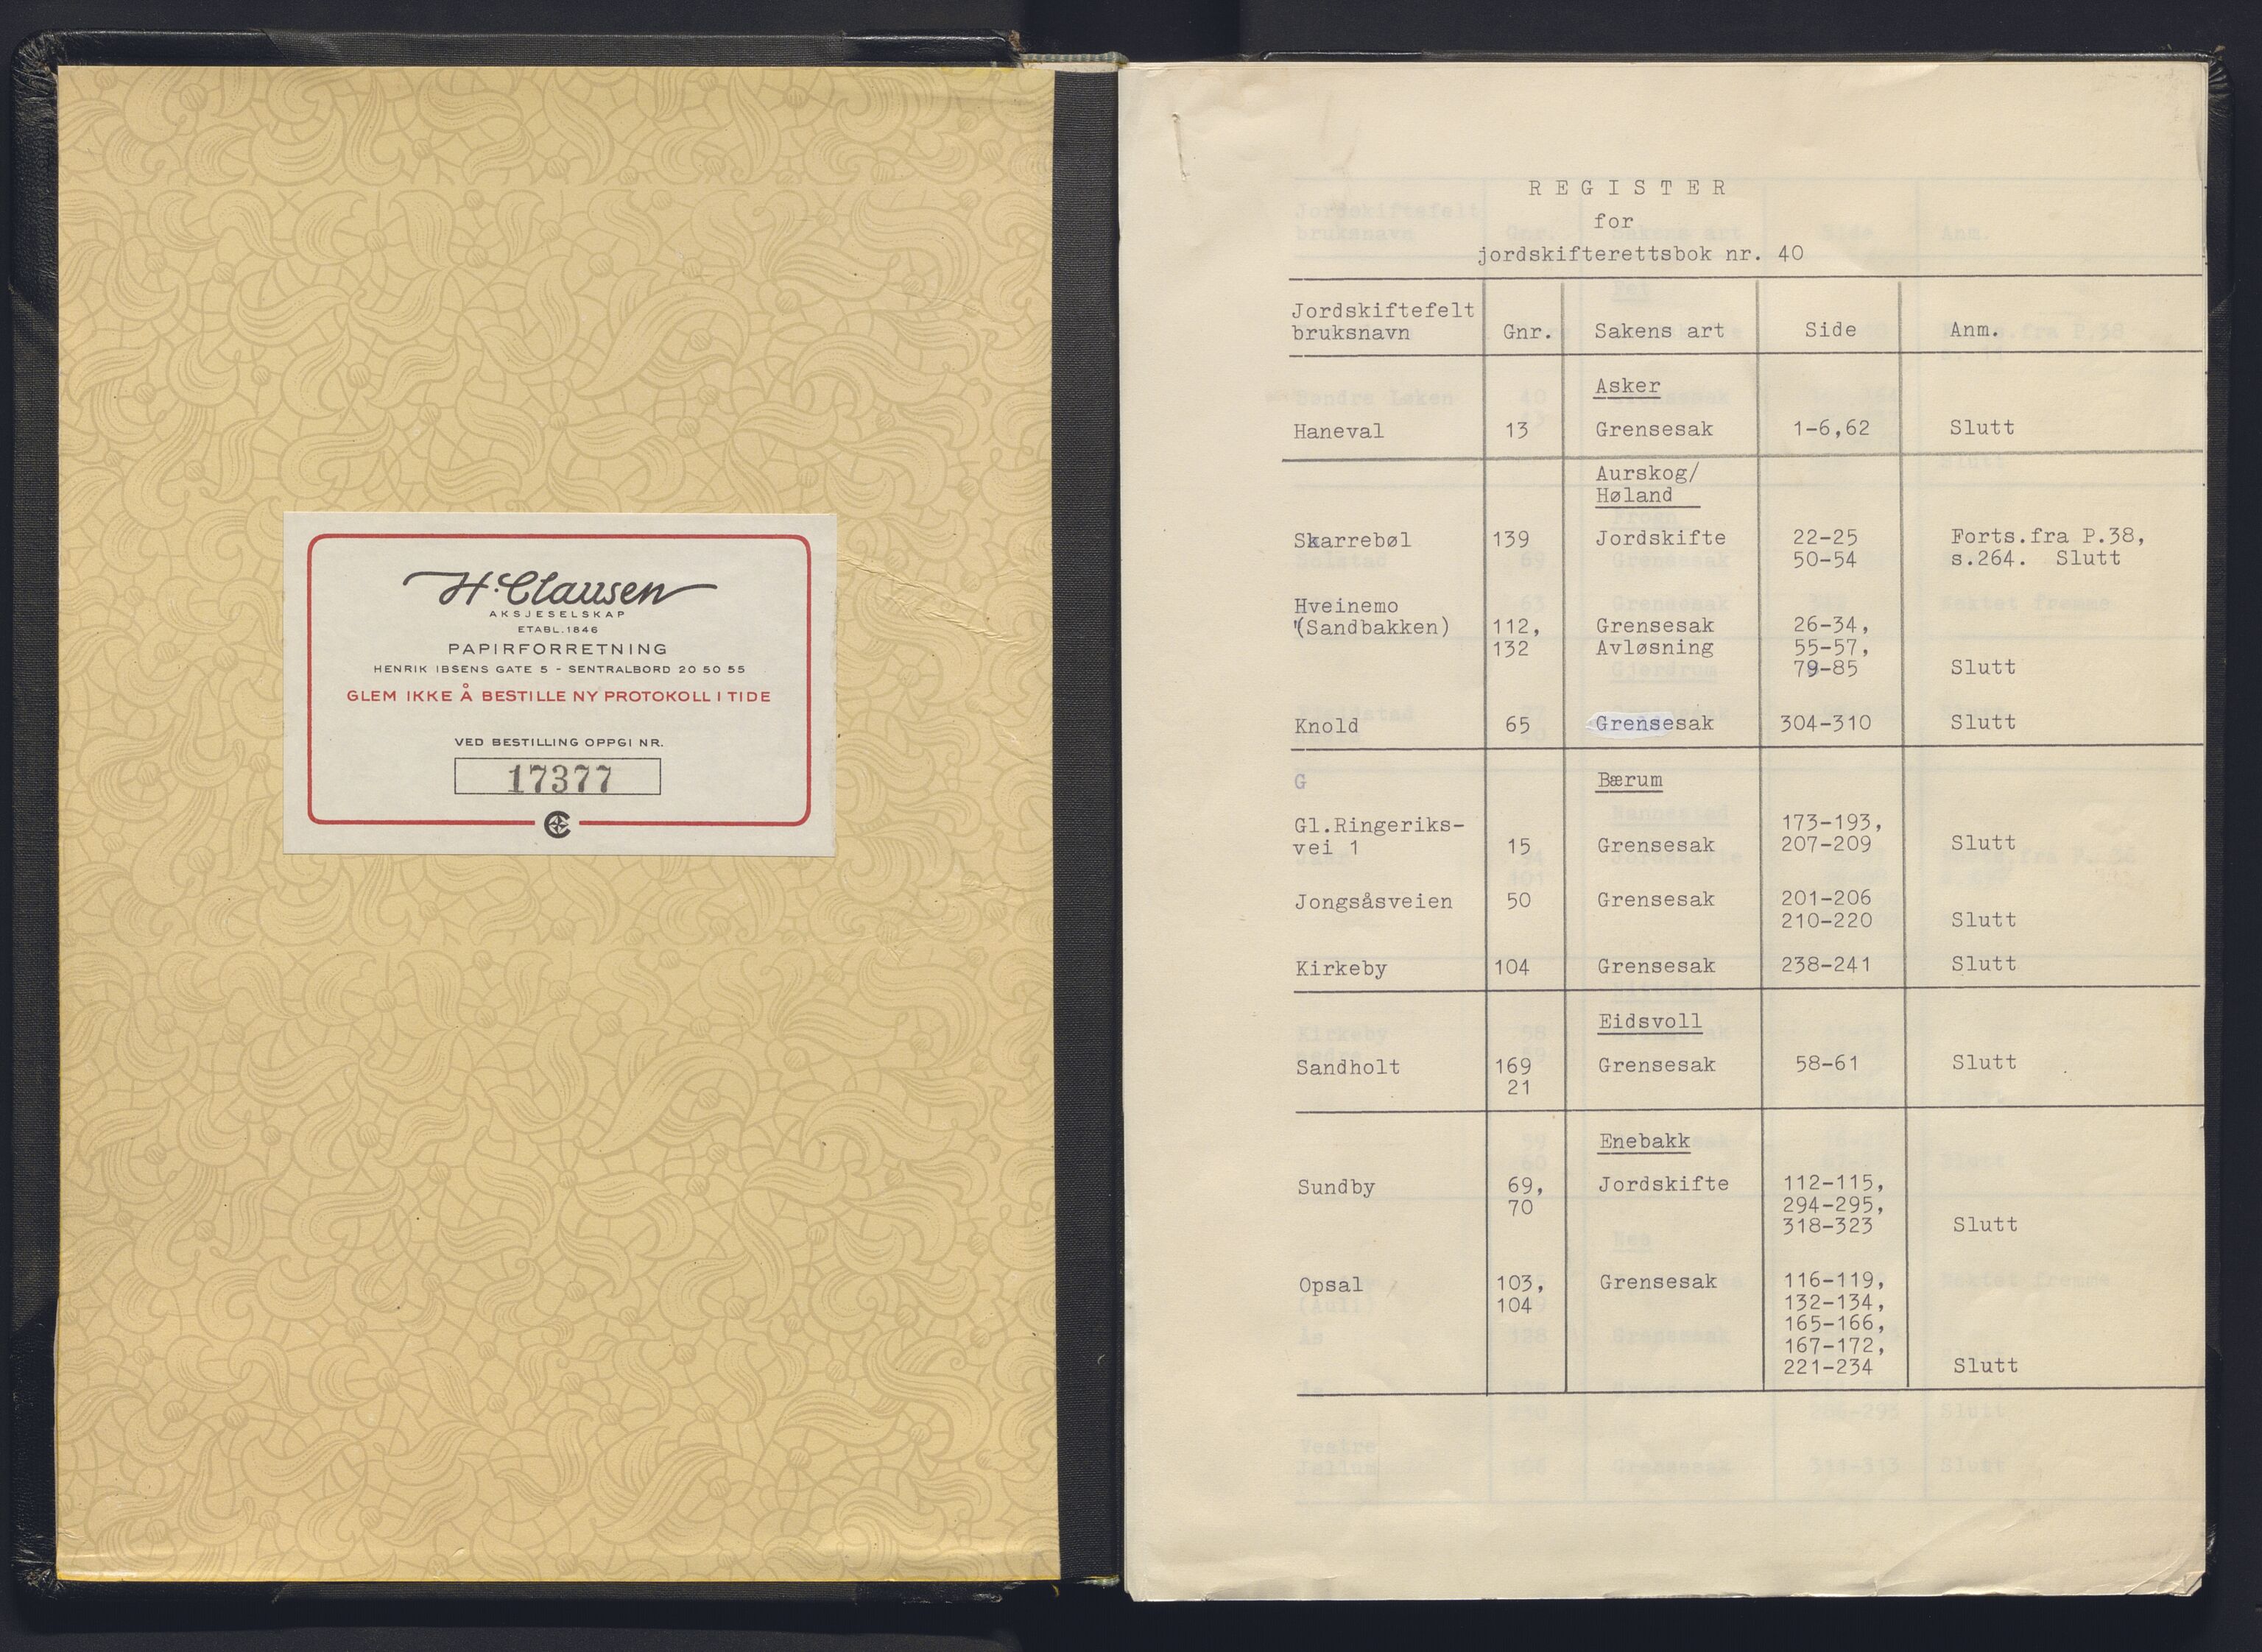 H. Clausen
AKSJESELSKAP
ETABL. 1846
PAPIRFORRETNING
HENRIK IBSENS GATE 5 - SENTRALBORD 20 50 55
GLEM IKKE Å BESTILLE NY PROTOKOLL I TIDE
VED BESTILLING OPPGI NR.
17377
REGISTER
for
jordskifterettsbok nr. 40
Jordskiftefelt
bruksnavn Gnr. Sakens art Side Anm.
Asker
Haneval 13 Grensesak 1-6,62 Slutt
Aurskog/
Høland
Skarrebøl 139 Jordskifte 22-25 Forts.fra P.38,
50-54 s.264. Slutt
Hveinemo
"(Sandbakken) 112, Grensesak 26-34,
132 Avløsning 55-57,
79-85 Slutt
Knold 65 Grensesak 304-310 Slutt
G Bærum
Gl.Ringeriks- 173-193,
vei 1 15 Grensesak 207-209 Slutt
Jongsåsveien 50 Grensesak 201-206
210-220 Slutt
Kirkeby 104 Grensesak 238-241 Slutt
Eidsvoll
Sandholt 169 Grensesak 58-61 Slutt
21
Enebakk
Sundby 69, Jordskifte 112-115,
70 294-295,
318-323 Slutt
Opsal 103, Grensesak 116-119,
104 132-134,
165-166,
167-172,
221-234 Slutt